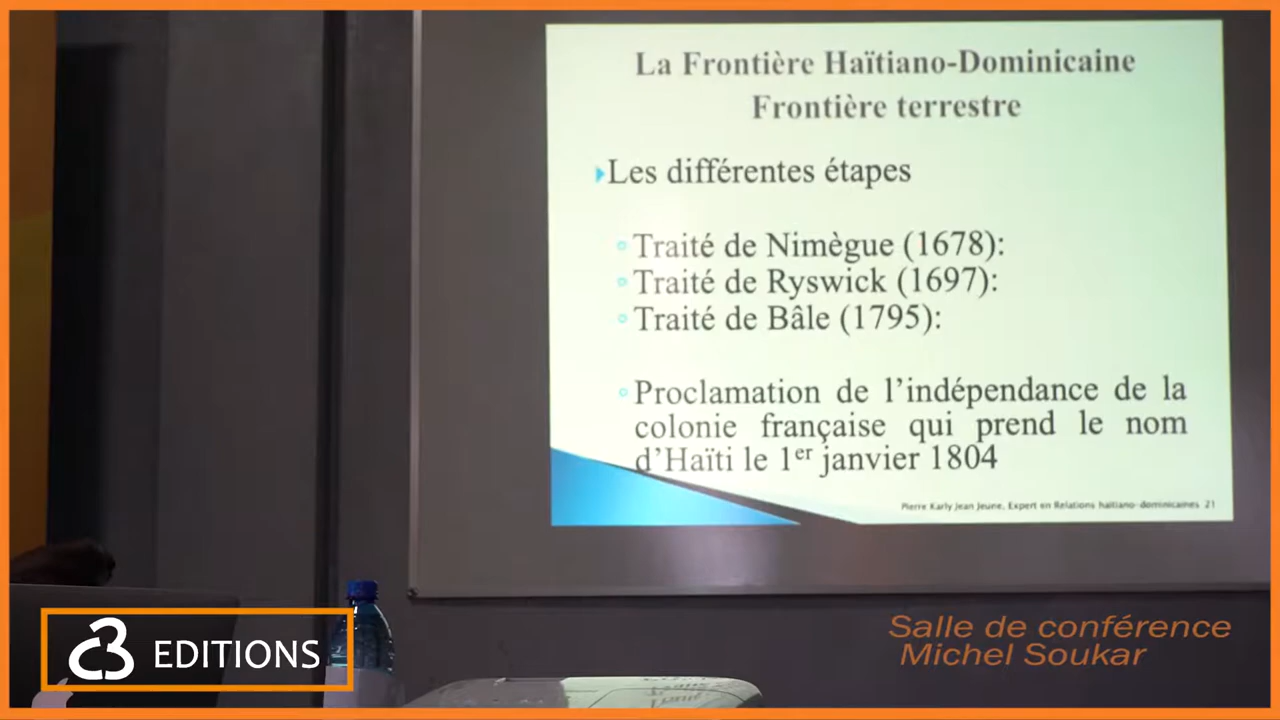 La Frontière Haïtiano-Dominicaine
Frontière terrestre
Les différentes étapes
Traité de Nimègue (1678):
Traité de Ryswick (1697):
Traité de Bâle (1795):
Proclamation de l'indépendance de la
colonie française qui prend le nom
d'Haïti le 1er janvier 1804
Pierre Karly Jean Jeune, Expert en Relations haïtiano-dominicaines 21
C3 EDITIONS
Salle de conférence
Michel Soukar